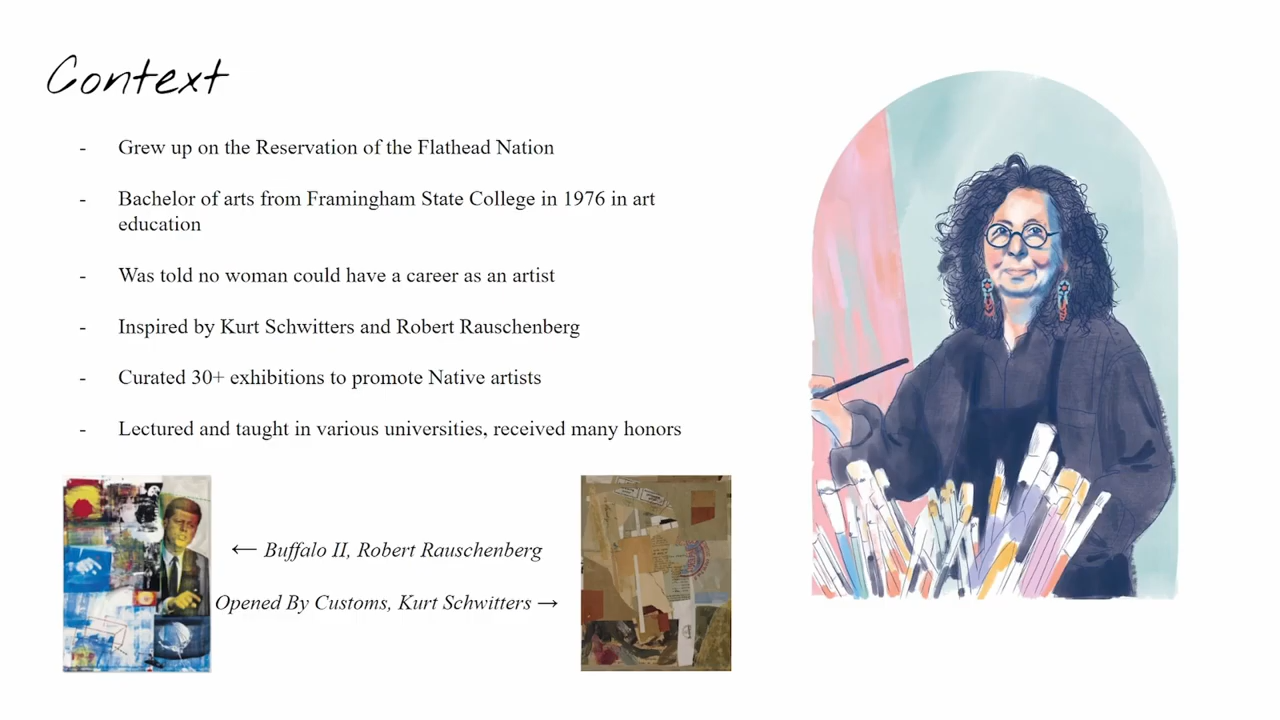 Context
- Grew up on the Reservation of the Flathead Nation
- Bachelor of arts from Framingham State College in 1976 in art
education
- Was told no woman could have a career as an artist
- Inspired by Kurt Schwitters and Robert Rauschenberg
- Curated 30+ exhibitions to promote Native artists
- Lectured and taught in various universities, received many honors
← Buffalo II, Robert Rauschenberg
Opened By Customs, Kurt Schwitters →